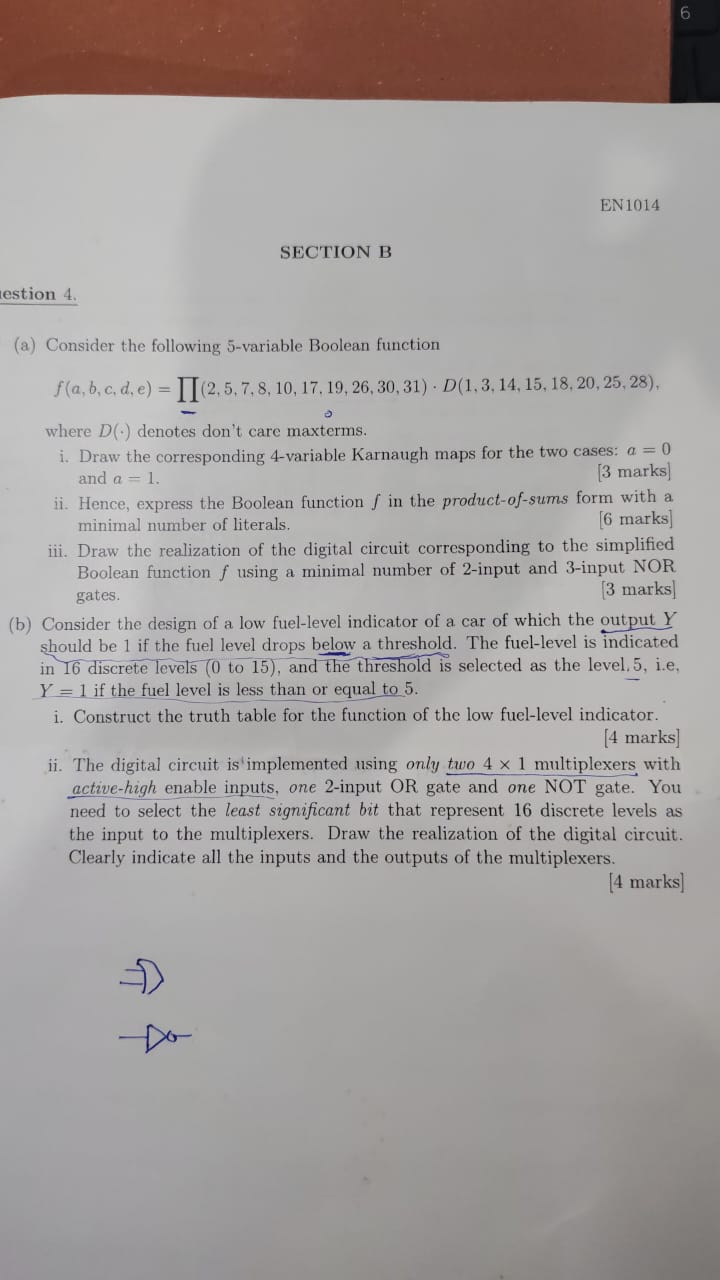 6
EN1014
SECTION B
estion 4.
(a) Consider the following 5-variable Boolean function
f(a, b, c, d, e) = ∏(2, 5, 7, 8, 10, 17, 19, 26, 30, 31) · D(1, 3, 14, 15, 18, 20, 25, 28),
where D(·) denotes don't care maxterms.
i. Draw the corresponding 4-variable Karnaugh maps for the two cases: a = 0
and a = 1. [3 marks]
ii. Hence, express the Boolean function f in the product-of-sums form with a
minimal number of literals. [6 marks]
iii. Draw the realization of the digital circuit corresponding to the simplified
Boolean function f using a minimal number of 2-input and 3-input NOR
gates. [3 marks]
(b) Consider the design of a low fuel-level indicator of a car of which the output Y
should be 1 if the fuel level drops below a threshold. The fuel-level is indicated
in 16 discrete levels (0 to 15), and the threshold is selected as the level, 5, i.e,
Y = 1 if the fuel level is less than or equal to 5.
i. Construct the truth table for the function of the low fuel-level indicator.
[4 marks]
ii. The digital circuit is implemented using only two 4 × 1 multiplexers with
active-high enable inputs, one 2-input OR gate and one NOT gate. You
need to select the least significant bit that represent 16 discrete levels as
the input to the multiplexers. Draw the realization of the digital circuit.
Clearly indicate all the inputs and the outputs of the multiplexers.
[4 marks]